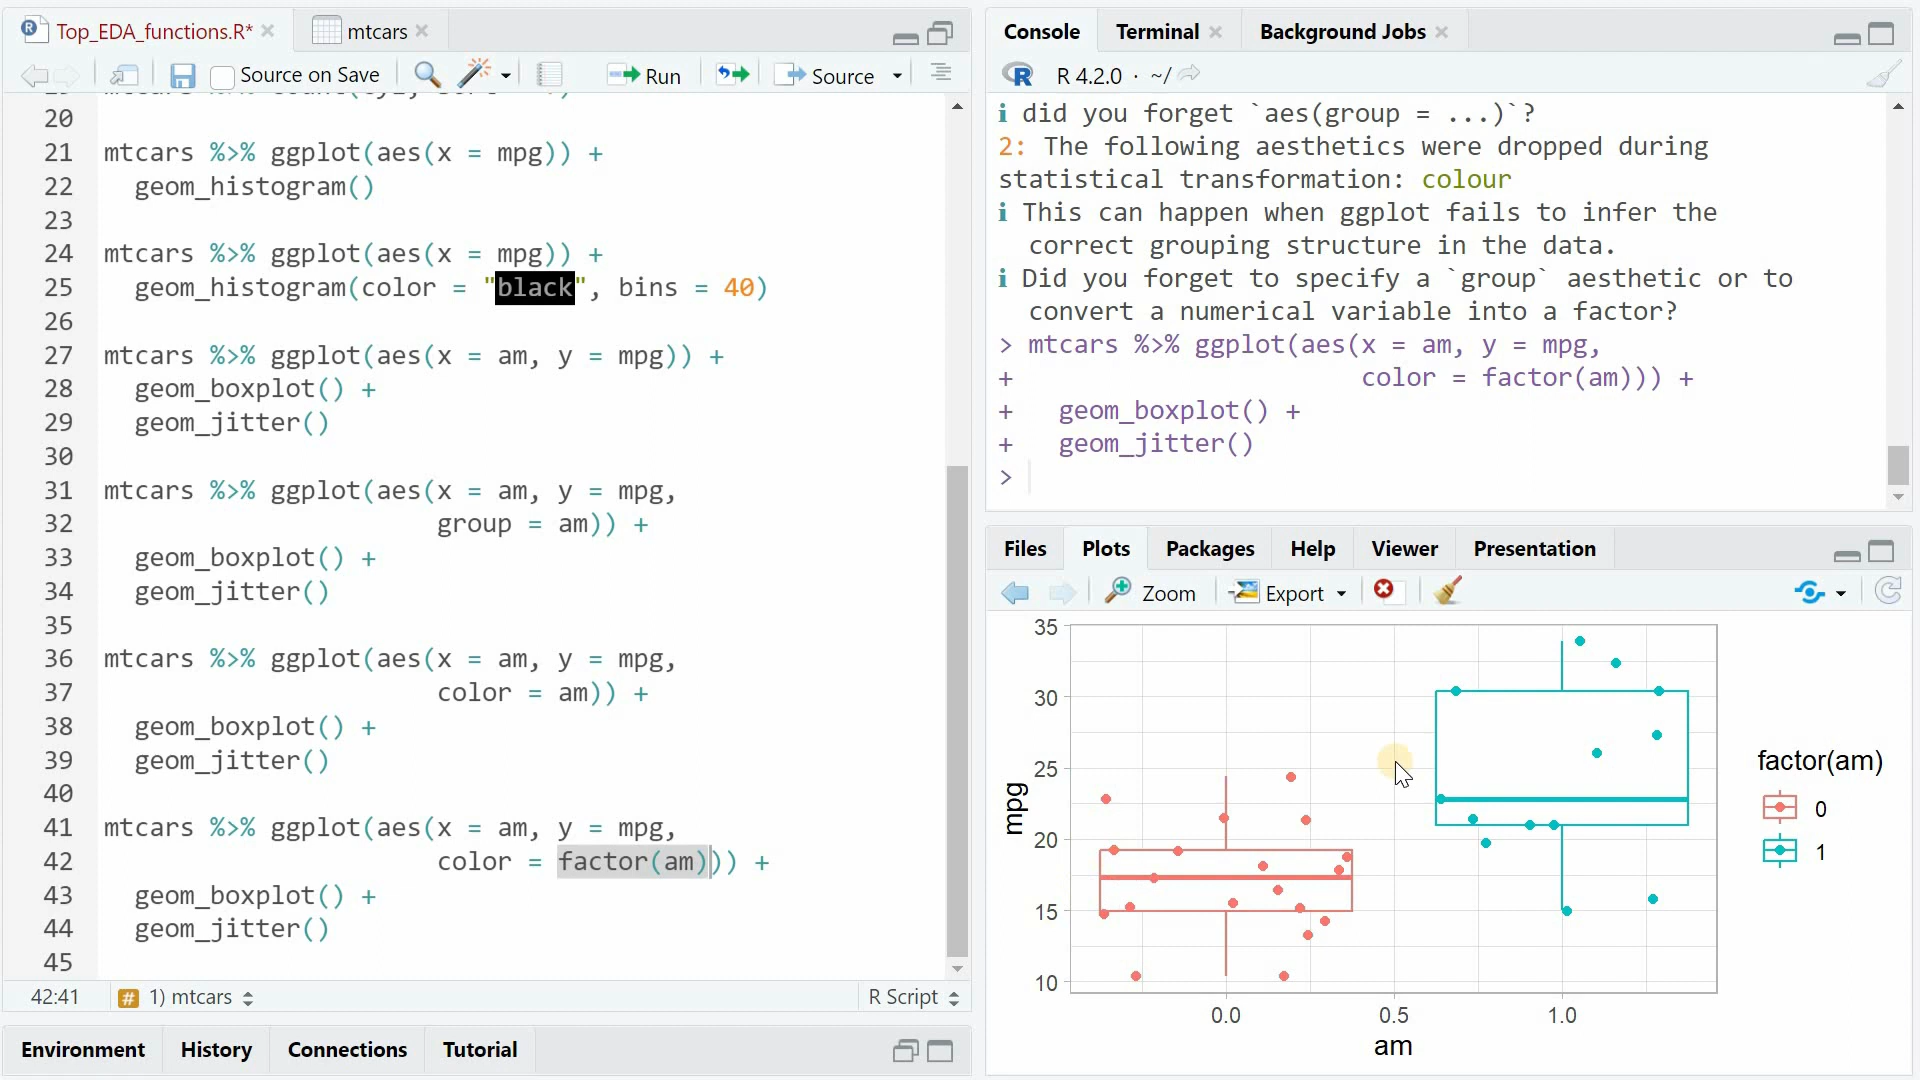 Top_EDA_functions.R*
mtcars
Source on Save
Run
Source
20
21 mtcars %>% ggplot(aes(x = mpg)) +
22 geom_histogram()
23
24 mtcars %>% ggplot(aes(x = mpg)) +
25 geom_histogram(color = "black", bins = 40)
26
27 mtcars %>% ggplot(aes(x = am, y = mpg)) +
28 geom_boxplot() +
29 geom_jitter()
30
31 mtcars %>% ggplot(aes(x = am, y = mpg,
32 group = am)) +
33 geom_boxplot() +
34 geom_jitter()
35
36 mtcars %>% ggplot(aes(x = am, y = mpg,
37 color = am)) +
38 geom_boxplot() +
39 geom_jitter()
40
41 mtcars %>% ggplot(aes(x = am, y = mpg,
42 color = factor(am))) +
43 geom_boxplot() +
44 geom_jitter()
45
42:41 # 1) mtcars R Script
Environment History Connections Tutorial
Console Terminal Background Jobs
R R 4.2.0 · ~/
i did you forget `aes(group = ...)`?
2: The following aesthetics were dropped during
statistical transformation: colour
i This can happen when ggplot fails to infer the
correct grouping structure in the data.
i Did you forget to specify a `group` aesthetic or to
convert a numerical variable into a factor?
> mtcars %>% ggplot(aes(x = am, y = mpg,
+ color = factor(am))) +
+ geom_boxplot() +
+ geom_jitter()
>
Files Plots Packages Help Viewer Presentation
Zoom Export
35
30
25
20
15
10
mpg
0.0 0.5 1.0
am
factor(am)
0
1